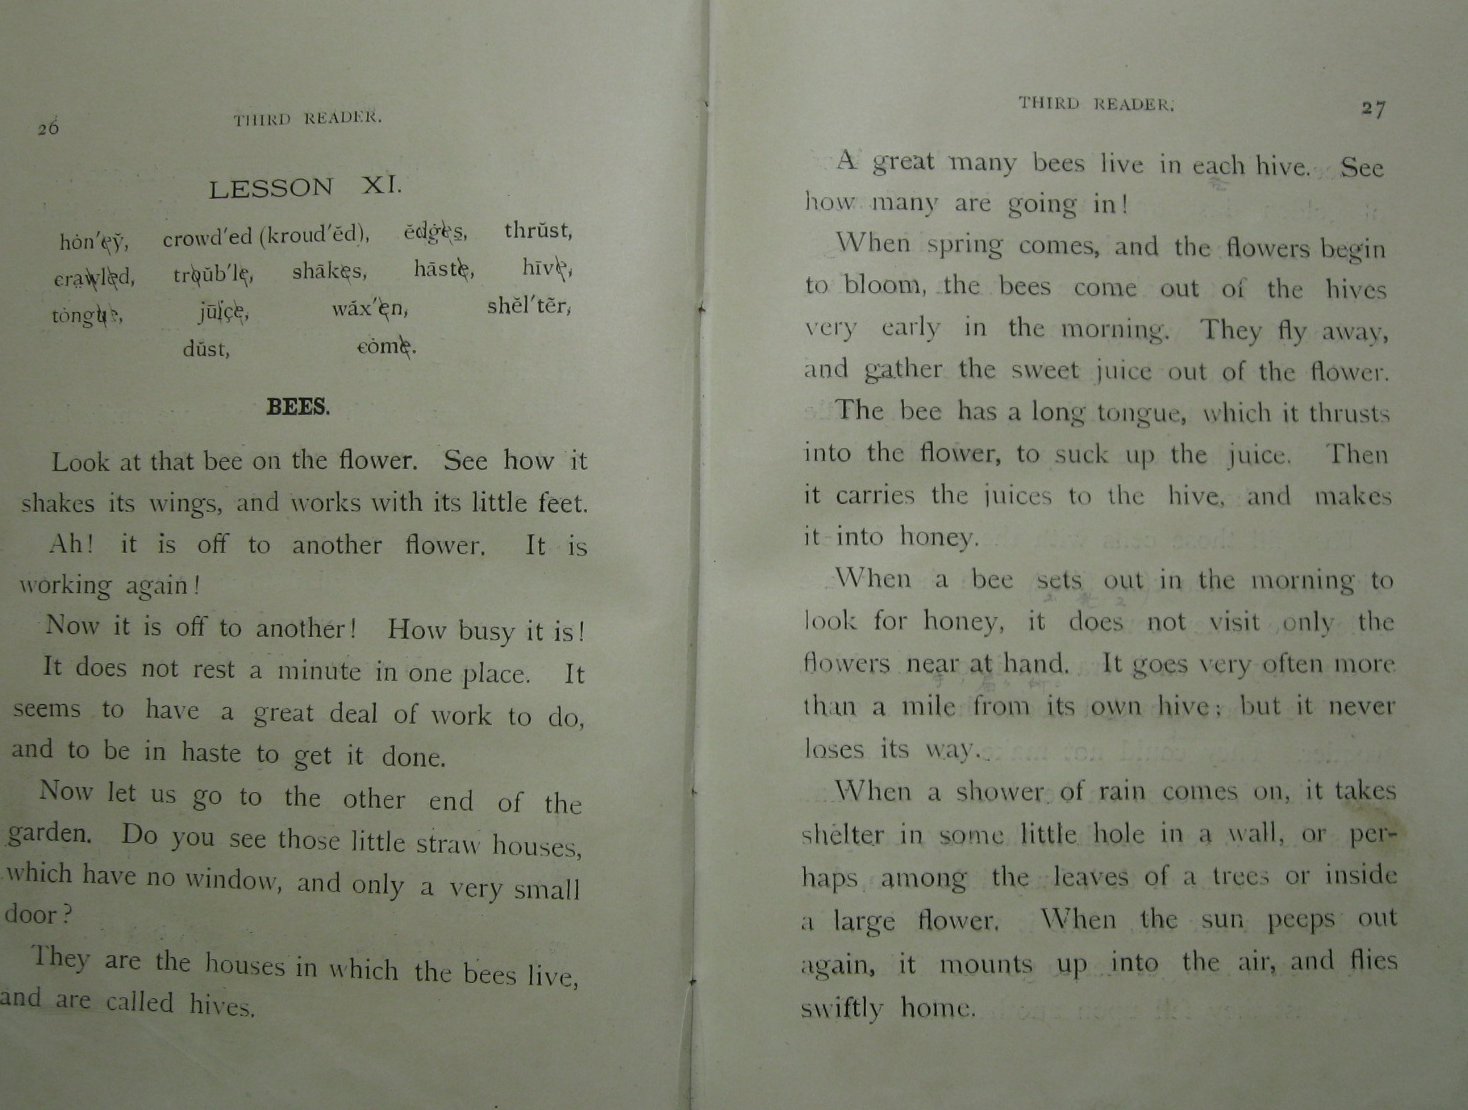 26
THIRD READER.
LESSON XI.
hȯn′ey̆, crowd′ed (kroud′ĕd), ĕdġes̱, thrŭst,
crawled, troŭb′le, shākes, hāste, hīve,
tȯngue, jūiçe, wăx′en, shĕl′tẽr,
dŭst, cȯme.
BEES.
Look at that bee on the flower. See how it
shakes its wings, and works with its little feet.
Ah! it is off to another flower. It is
working again!
Now it is off to another! How busy it is!
It does not rest a minute in one place. It
seems to have a great deal of work to do,
and to be in haste to get it done.
Now let us go to the other end of the
garden. Do you see those little straw houses,
which have no window, and only a very small
door?
They are the houses in which the bees live,
and are called hives.
THIRD READER.
27
A great many bees live in each hive. See
how many are going in!
When spring comes, and the flowers begin
to bloom, the bees come out of the hives
very early in the morning. They fly away,
and gather the sweet juice out of the flower.
The bee has a long tongue, which it thrusts
into the flower, to suck up the juice. Then
it carries the juices to the hive, and makes
it into honey.
When a bee sets out in the morning to
look for honey, it does not visit only the
flowers near at hand. It goes very often more
than a mile from its own hive; but it never
loses its way.
When a shower of rain comes on, it takes
shelter in some little hole in a wall, or per-
haps among the leaves of a trees or inside
a large flower. When the sun peeps out
again, it mounts up into the air, and flies
swiftly home.